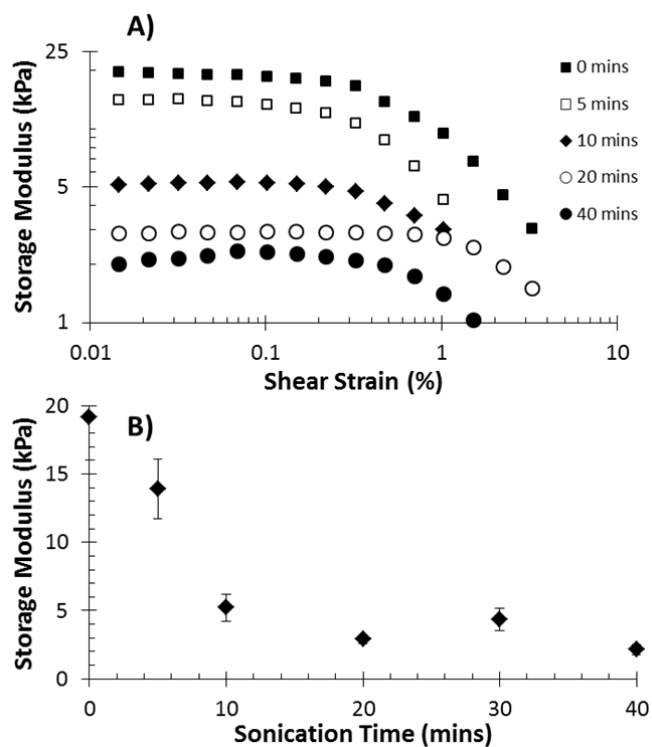 A)
25
5
1
Storage Modulus (kPa)
0 mins
5 mins
10 mins
20 mins
40 mins
0.01
0.1
1
10
Shear Strain (%)
B)
20
15
10
5
0
Storage Modulus (kPa)
0
10
20
30
40
Sonication Time (mins)